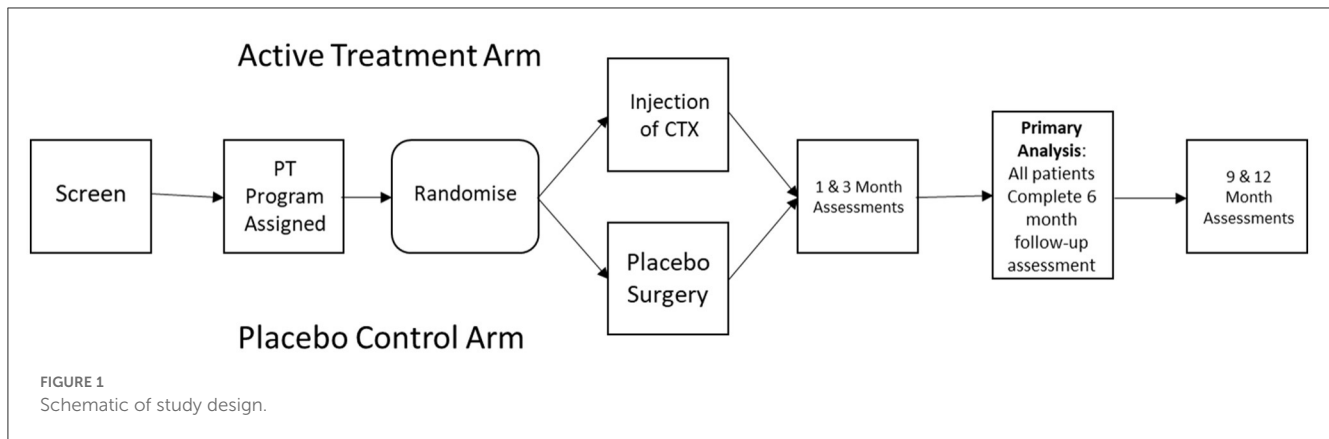 Active Treatment Arm
Screen
PT
Program
Assigned
Randomise
Injection
of CTX
Placebo
Surgery
1 & 3 Month
Assessments
Primary
Analysis:
All patients
Complete 6
month
follow-up
assessment
9 & 12
Month
Assessments
Placebo Control Arm
FIGURE 1
Schematic of study design.